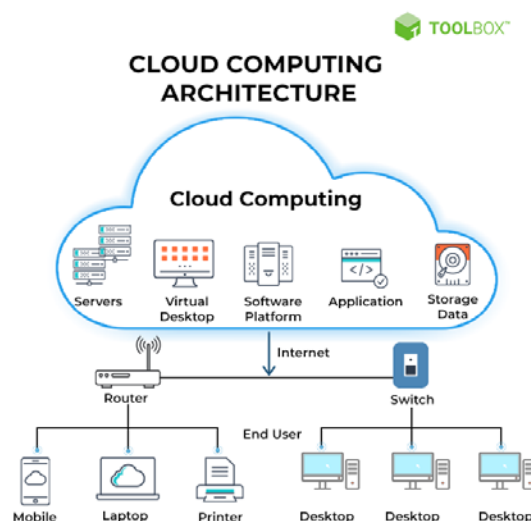 TOOLBOX™
CLOUD COMPUTING
ARCHITECTURE
Cloud Computing
Servers
Virtual
Desktop
Software
Platform
Application
Storage
Data
</>
Internet
Router
Switch
End User
Mobile
Laptop
Printer
Desktop
Desktop
Desktop